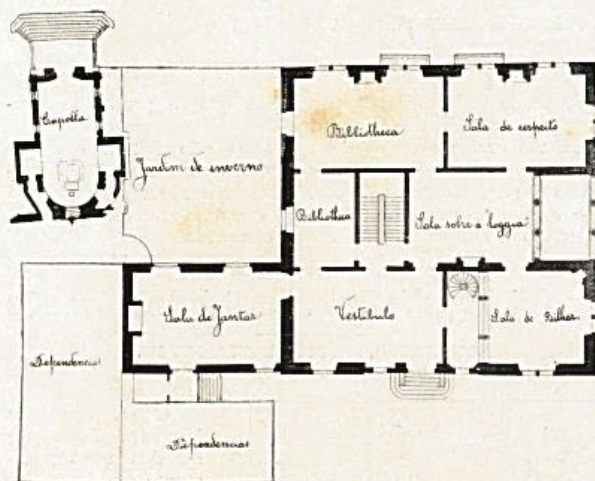 Capella
Jardim de inverno
Bibliotheca
Sala de respeito
Bibliotheca
Sala sobre a "loggia"
Sala de Jantar
Vestibulo
Sala de Bilhar
Dependencias
Dependencias